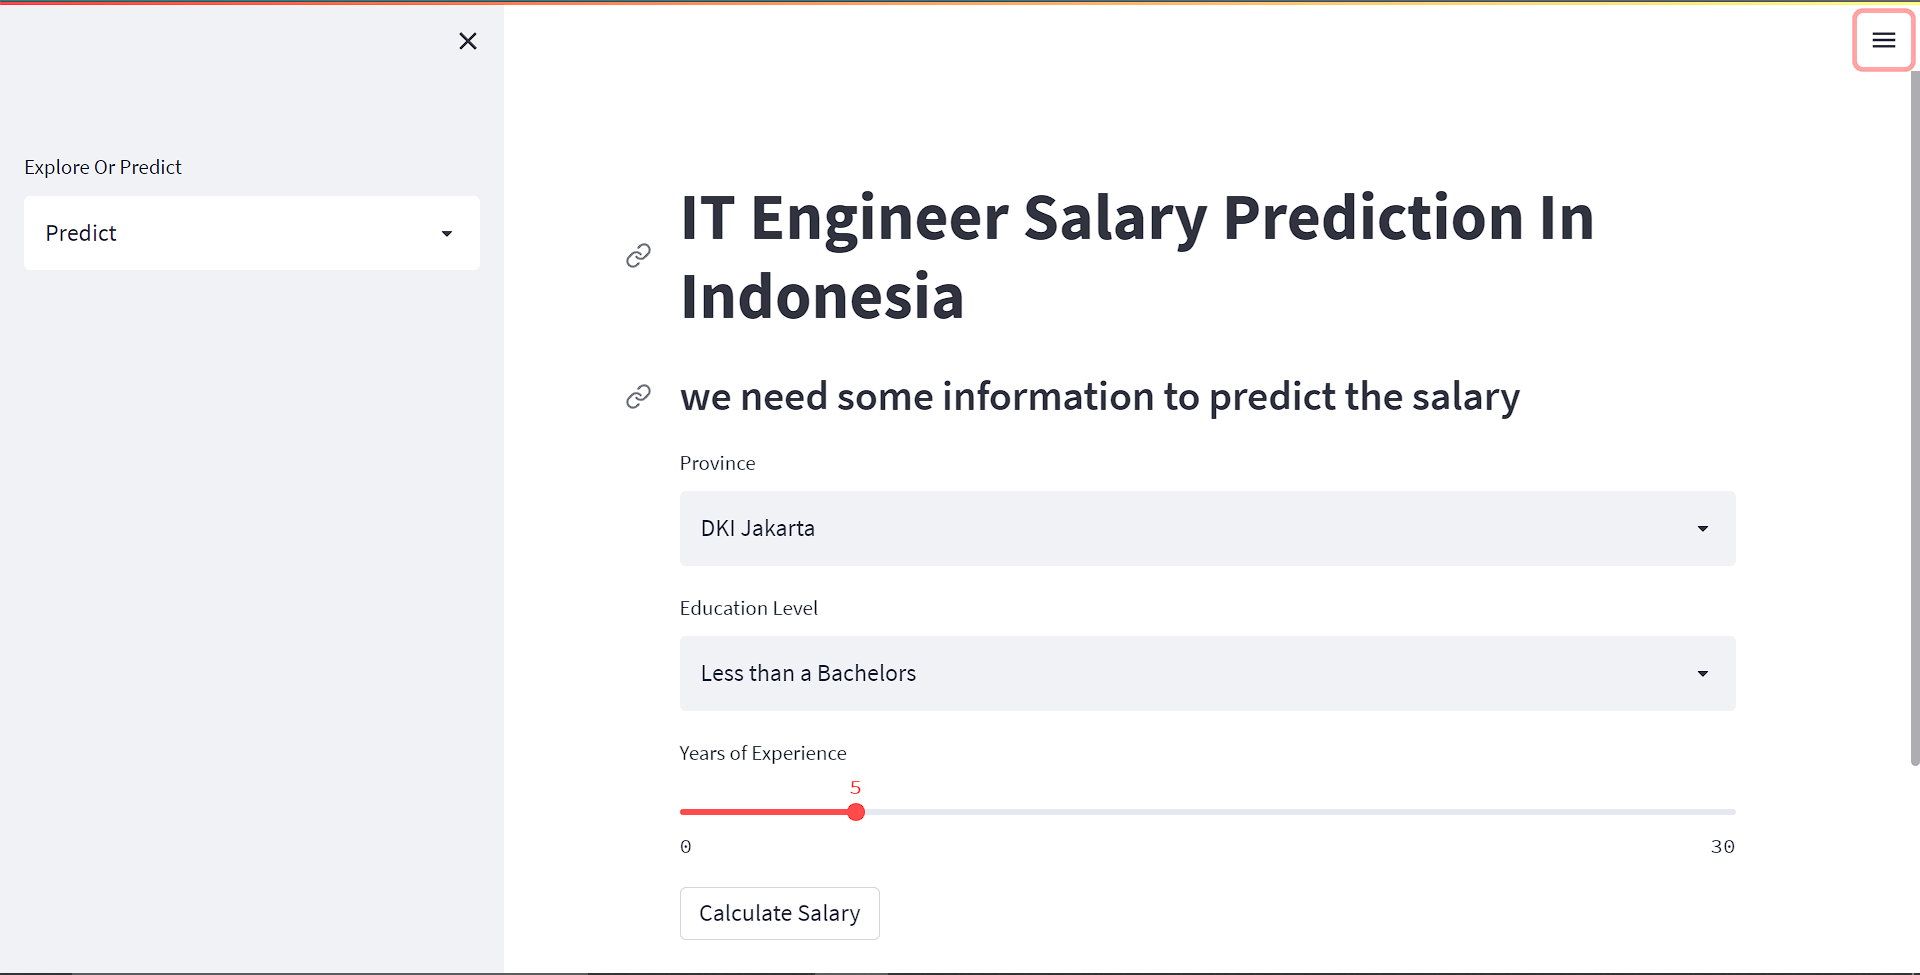 Explore Or Predict
Predict
IT Engineer Salary Prediction In
Indonesia
we need some information to predict the salary
Province
DKI Jakarta
Education Level
Less than a Bachelors
Years of Experience
5
0
30
Calculate Salary